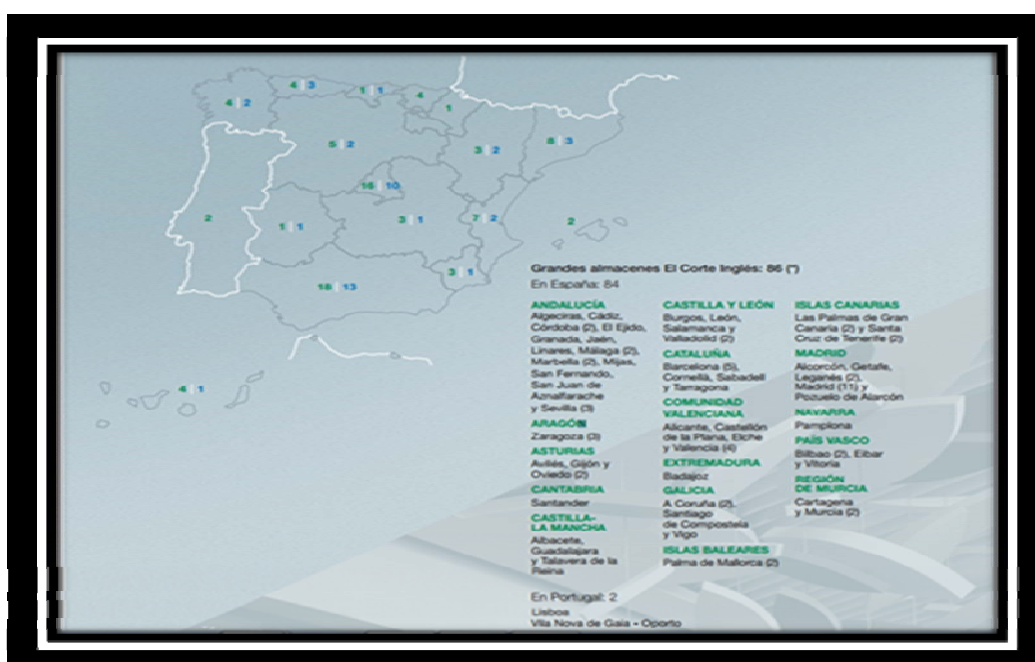 4 | 2
4 | 3
1 | 1
4
1
5 | 2
3 | 2
8 | 3
16 | 10
2
1 | 1
3 | 1
7 | 2
2
18 | 13
3 | 1
4 | 1
Grandes almacenes El Corte Inglés: 86 (*)
En España: 84
ANDALUCÍA
Algeciras, Cádiz,
Córdoba (2), El Ejido,
Granada, Jaén,
Linares, Málaga (2),
Marbella (2), Mijas,
San Fernando,
San Juan de
Aznalfarache
y Sevilla (3)
ARAGÓN
Zaragoza (3)
ASTURIAS
Avilés, Gijón y
Oviedo (2)
CANTABRIA
Santander
CASTILLA-
LA MANCHA
Albacete,
Guadalajara
y Talavera de la
Reina
CASTILLA Y LEÓN
Burgos, León,
Salamanca y
Valladolid (2)
CATALUÑA
Barcelona (5),
Cornellà, Sabadell
y Tarragona
COMUNIDAD
VALENCIANA
Alicante, Castellón
de la Plana, Elche
y Valencia (4)
EXTREMADURA
Badajoz
GALICIA
A Coruña (2),
Santiago
de Compostela
y Vigo
ISLAS BALEARES
Palma de Mallorca (2)
ISLAS CANARIAS
Las Palmas de Gran
Canaria (2) y Santa
Cruz de Tenerife (2)
MADRID
Alcorcón, Getafe,
Leganés (2),
Madrid (11) y
Pozuelo de Alarcón
NAVARRA
Pamplona
PAÍS VASCO
Bilbao (2), Eibar
y Vitoria
REGIÓN
DE MURCIA
Cartagena
y Murcia (2)
En Portugal: 2
Lisboa
Vila Nova de Gaia - Oporto